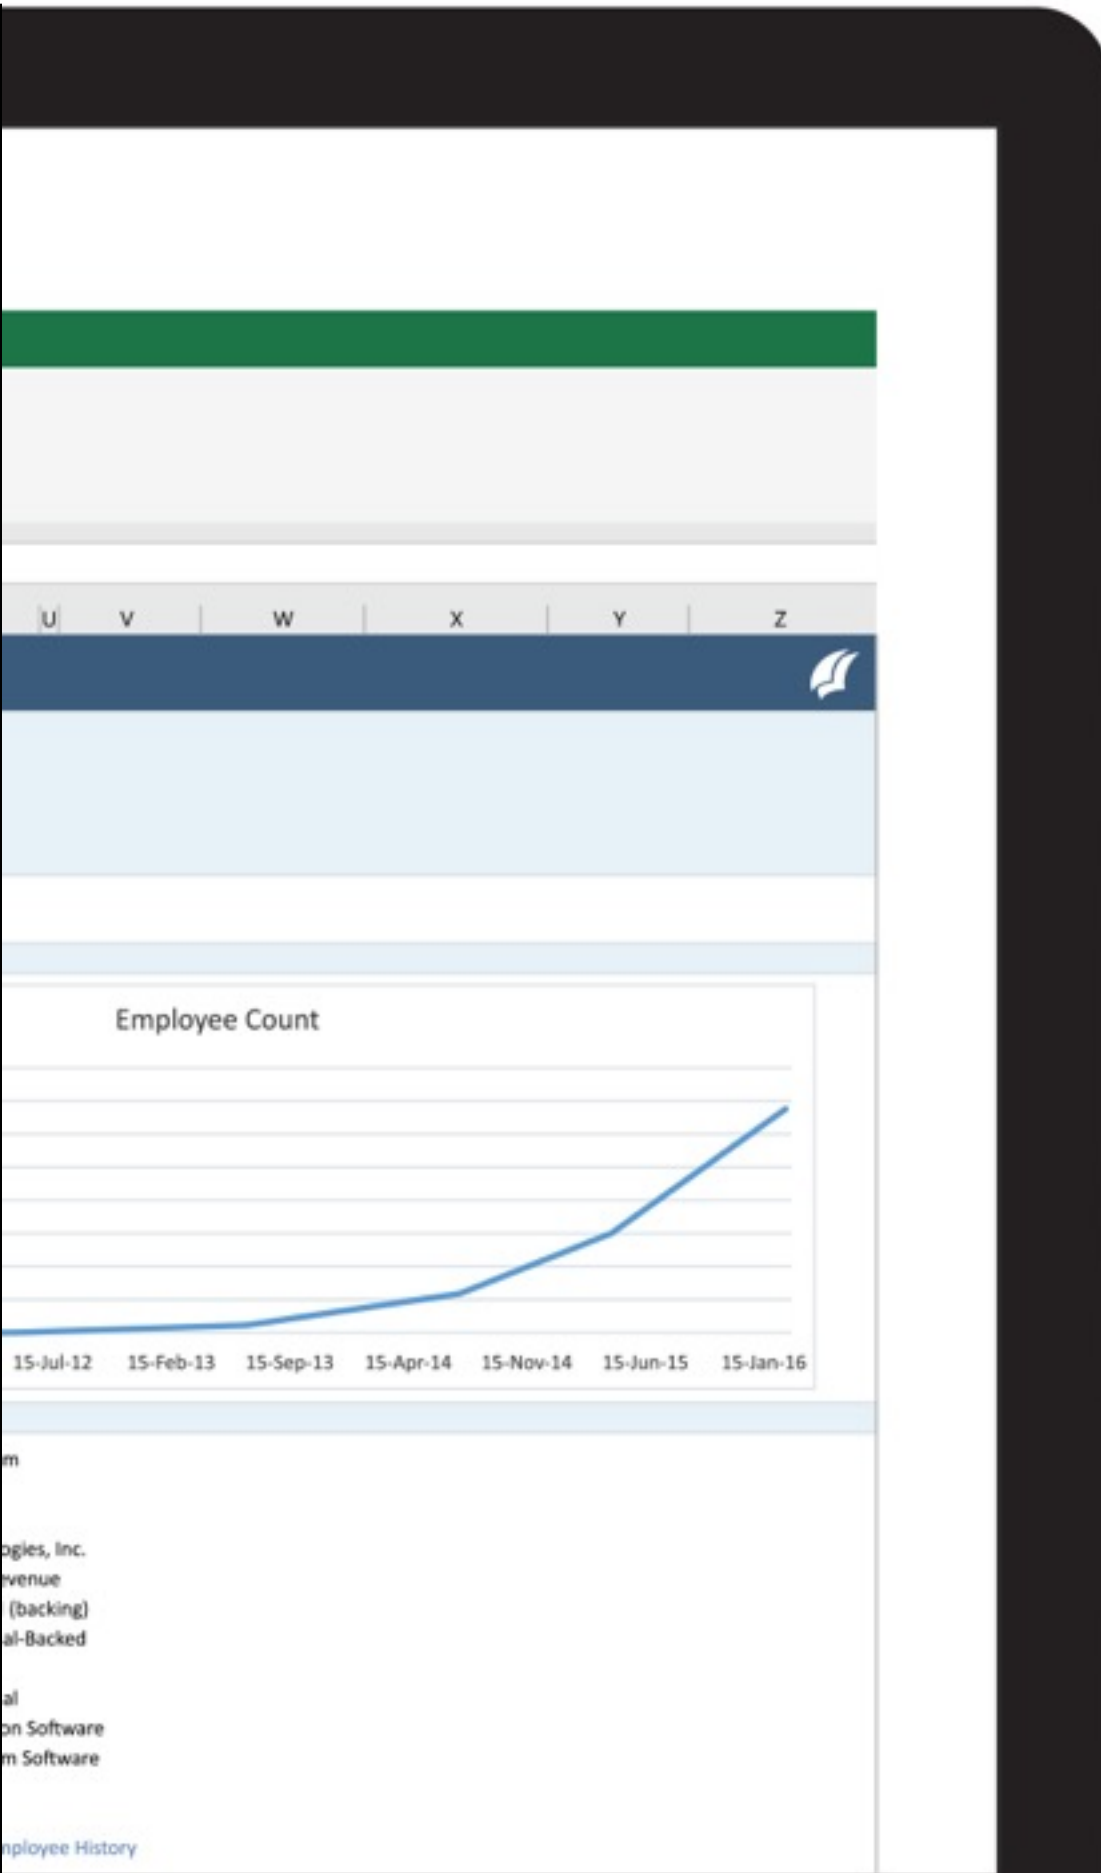 U V W X Y Z
Employee Count
15-Jul-12 15-Feb-13 15-Sep-13 15-Apr-14 15-Nov-14 15-Jun-15 15-Jan-16
m
ogies, Inc.
evenue
(backing)
al-Backed
al
on Software
m Software
mployee History